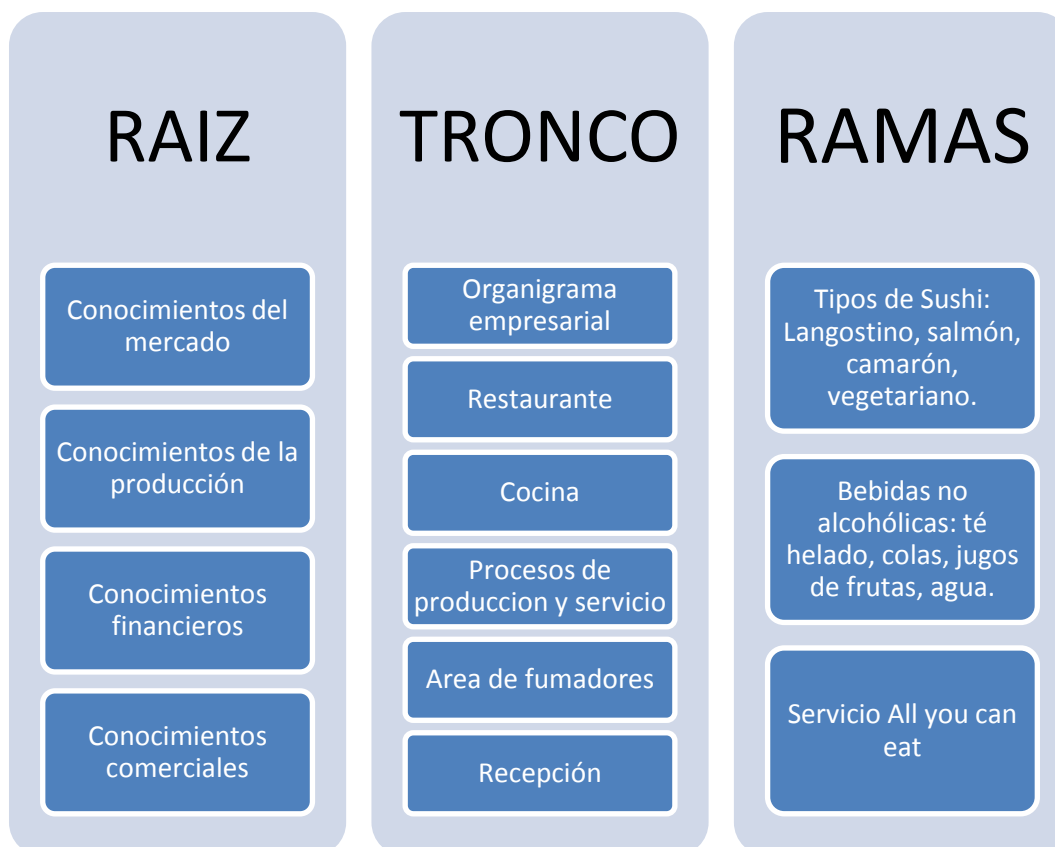 RAIZ
Conocimientos del
mercado
Conocimientos de la
producción
Conocimientos
financieros
Conocimientos
comerciales
TRONCO
Organigrama
empresarial
Restaurante
Cocina
Procesos de
produccion y servicio
Area de fumadores
Recepción
RAMAS
Tipos de Sushi:
Langostino, salmón,
camarón,
vegetariano.
Bebidas no
alcohólicas: té
helado, colas, jugos
de frutas, agua.
Servicio All you can
eat